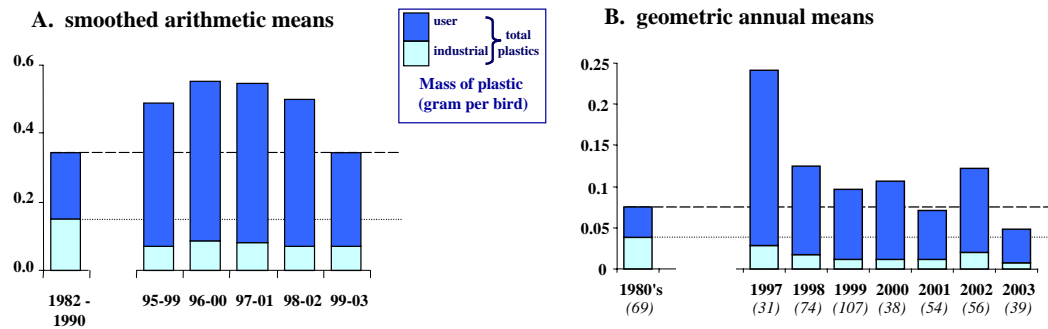 A. smoothed arithmetic means
0.6
0.4
0.2
0.0
1982 -
1990
95-99 96-00 97-01 98-02 99-03
user
industrial
total
plastics
Mass of plastic
(gram per bird)
B. geometric annual means
0.25
0.2
0.15
0.1
0.05
0
1980's 1997 1998 1999 2000 2001 2002 2003
(69) (31) (74) (107) (38) (54) (56) (39)